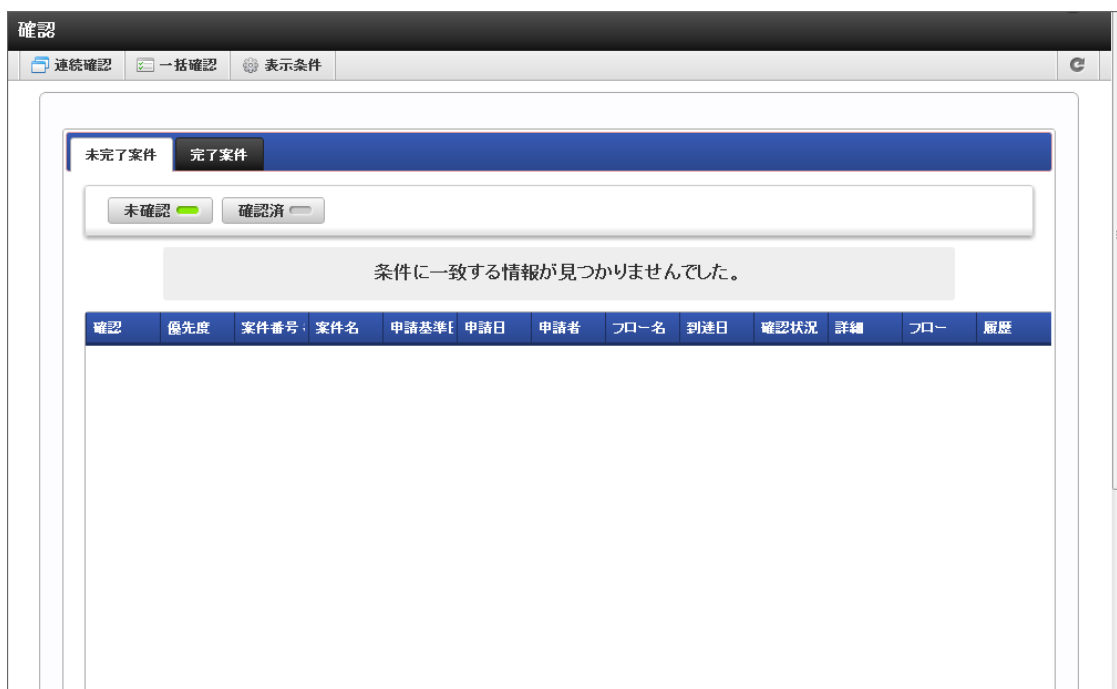 確認
連続確認 一括確認 表示条件
未完了案件 完了案件
未確認 確認済
条件に一致する情報が見つかりませんでした。
確認 優先度 案件番号 案件名 申請基準 申請日 申請者 フロー名 到達日 確認状況 詳細 フロー 履歴